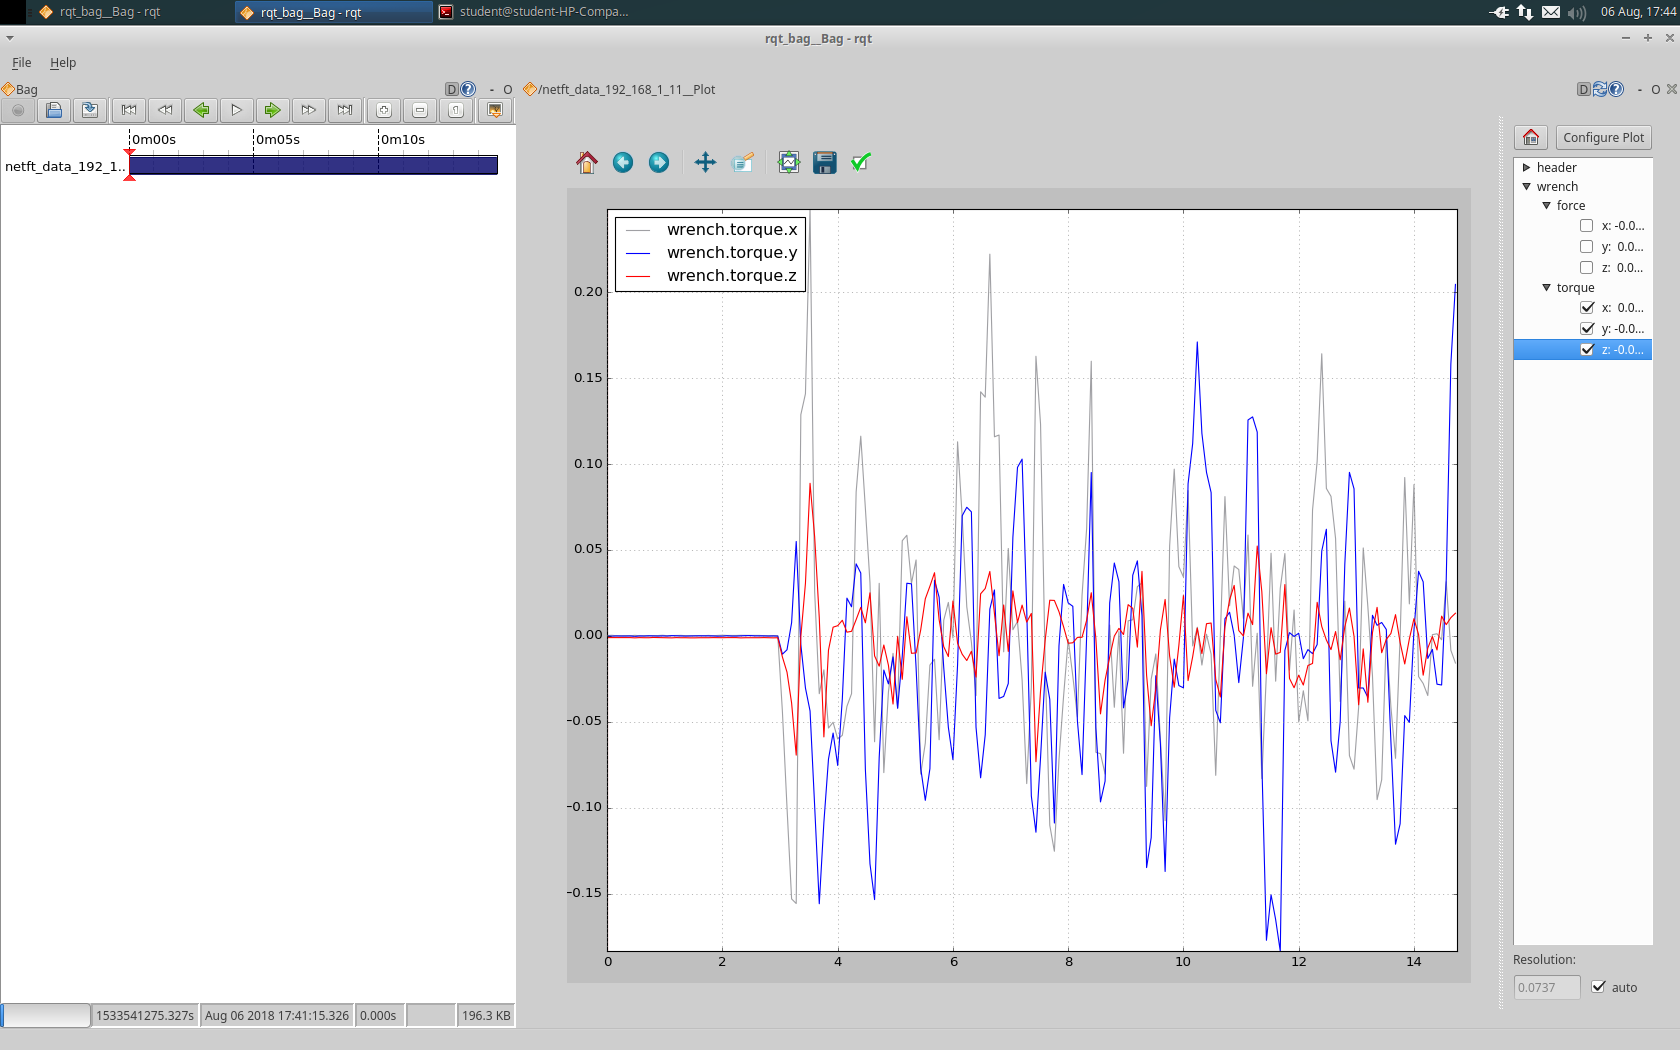 rqt_bag__Bag - rqt
rqt_bag__Bag - rqt
student@student-HP-Compa...
06 Aug, 17:44
rqt_bag__Bag - rqt
File
Help
Bag
D
- O
/netft_data_192_168_1_11__Plot
D
- O
0m00s
0m05s
0m10s
netft_data_192_1..
Configure Plot
header
wrench
force
x: -0.0...
y: 0.0...
z: 0.0...
torque
x: 0.0...
y: -0.0...
z: -0.0...
wrench.torque.x
wrench.torque.y
wrench.torque.z
0.20
0.15
0.10
0.05
0.00
−0.05
−0.10
−0.15
0
2
4
6
8
10
12
14
Resolution:
0.0737
auto
1533541275.327s
Aug 06 2018 17:41:15.326
0.000s
196.3 KB